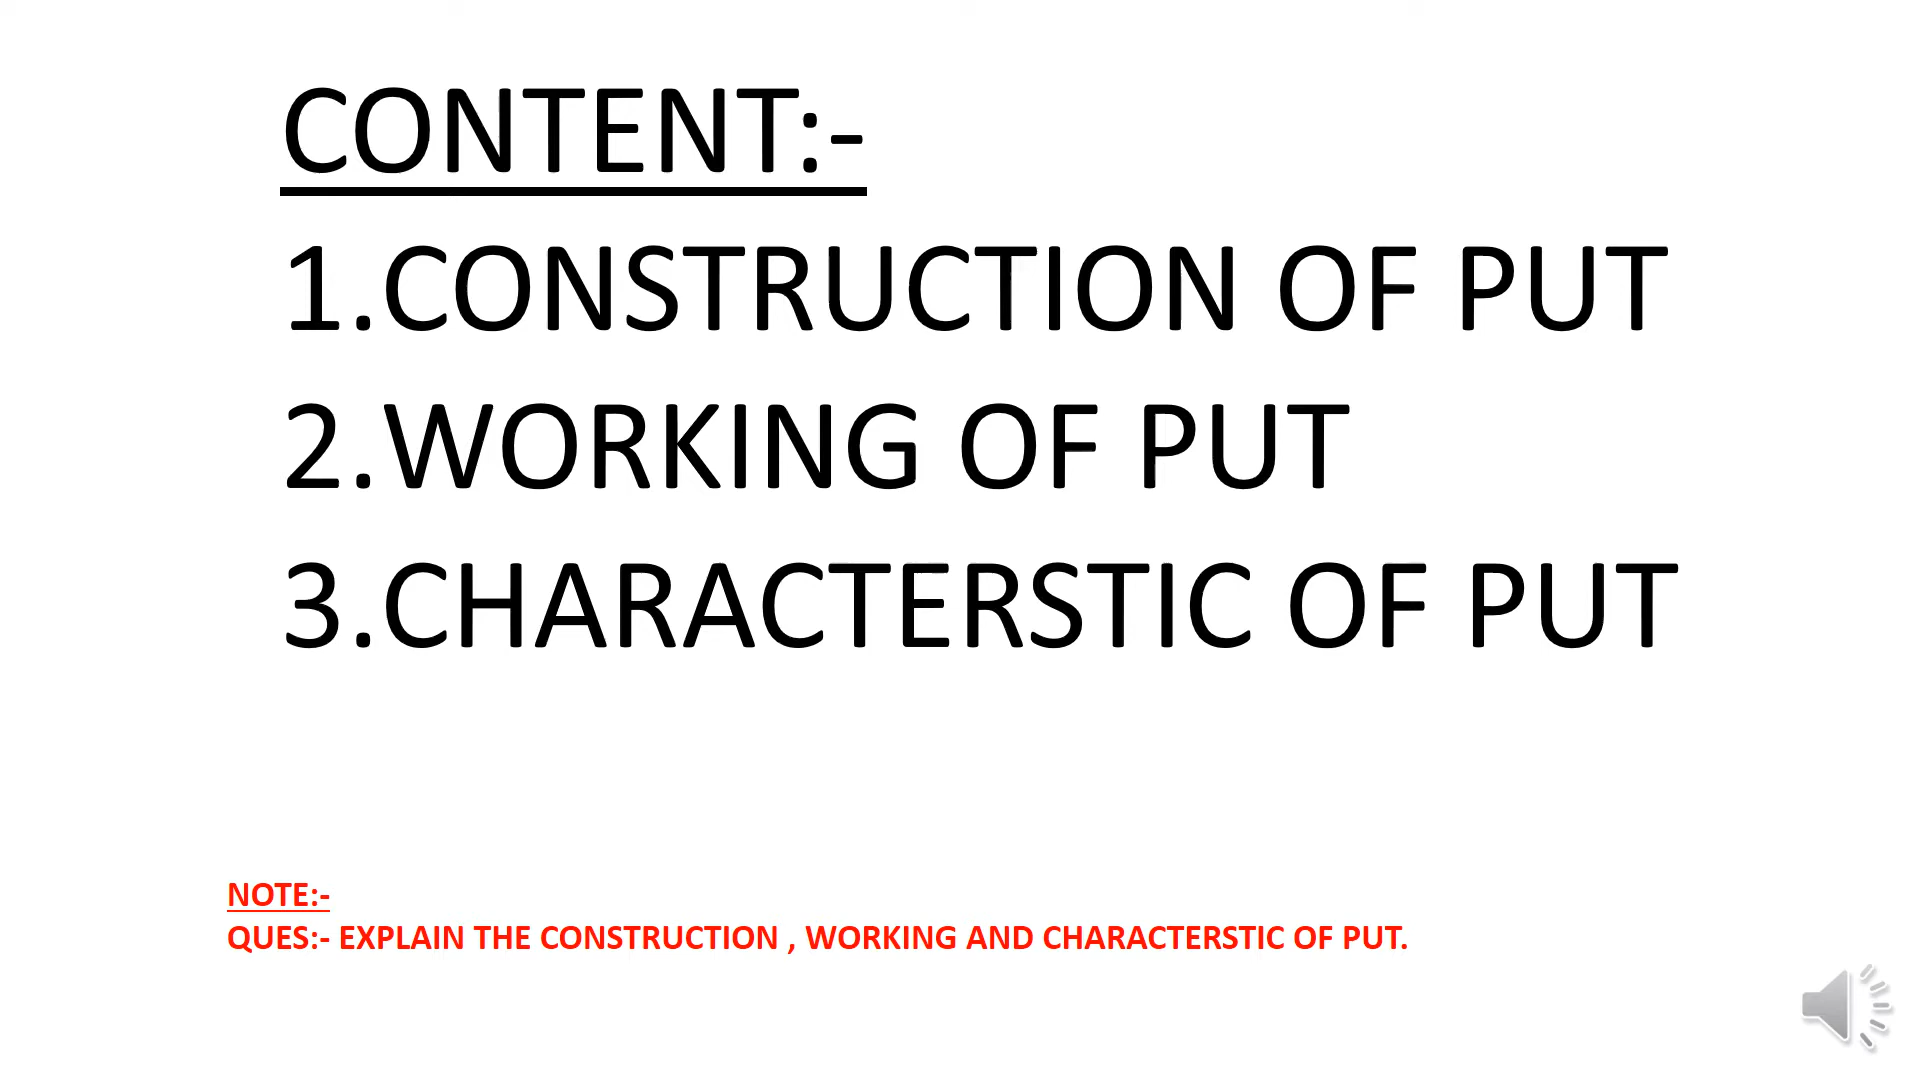 CONTENT:-
1.CONSTRUCTION OF PUT
2.WORKING OF PUT
3.CHARACTERSTIC OF PUT
NOTE:-
QUES:- EXPLAIN THE CONSTRUCTION , WORKING AND CHARACTERSTIC OF PUT.